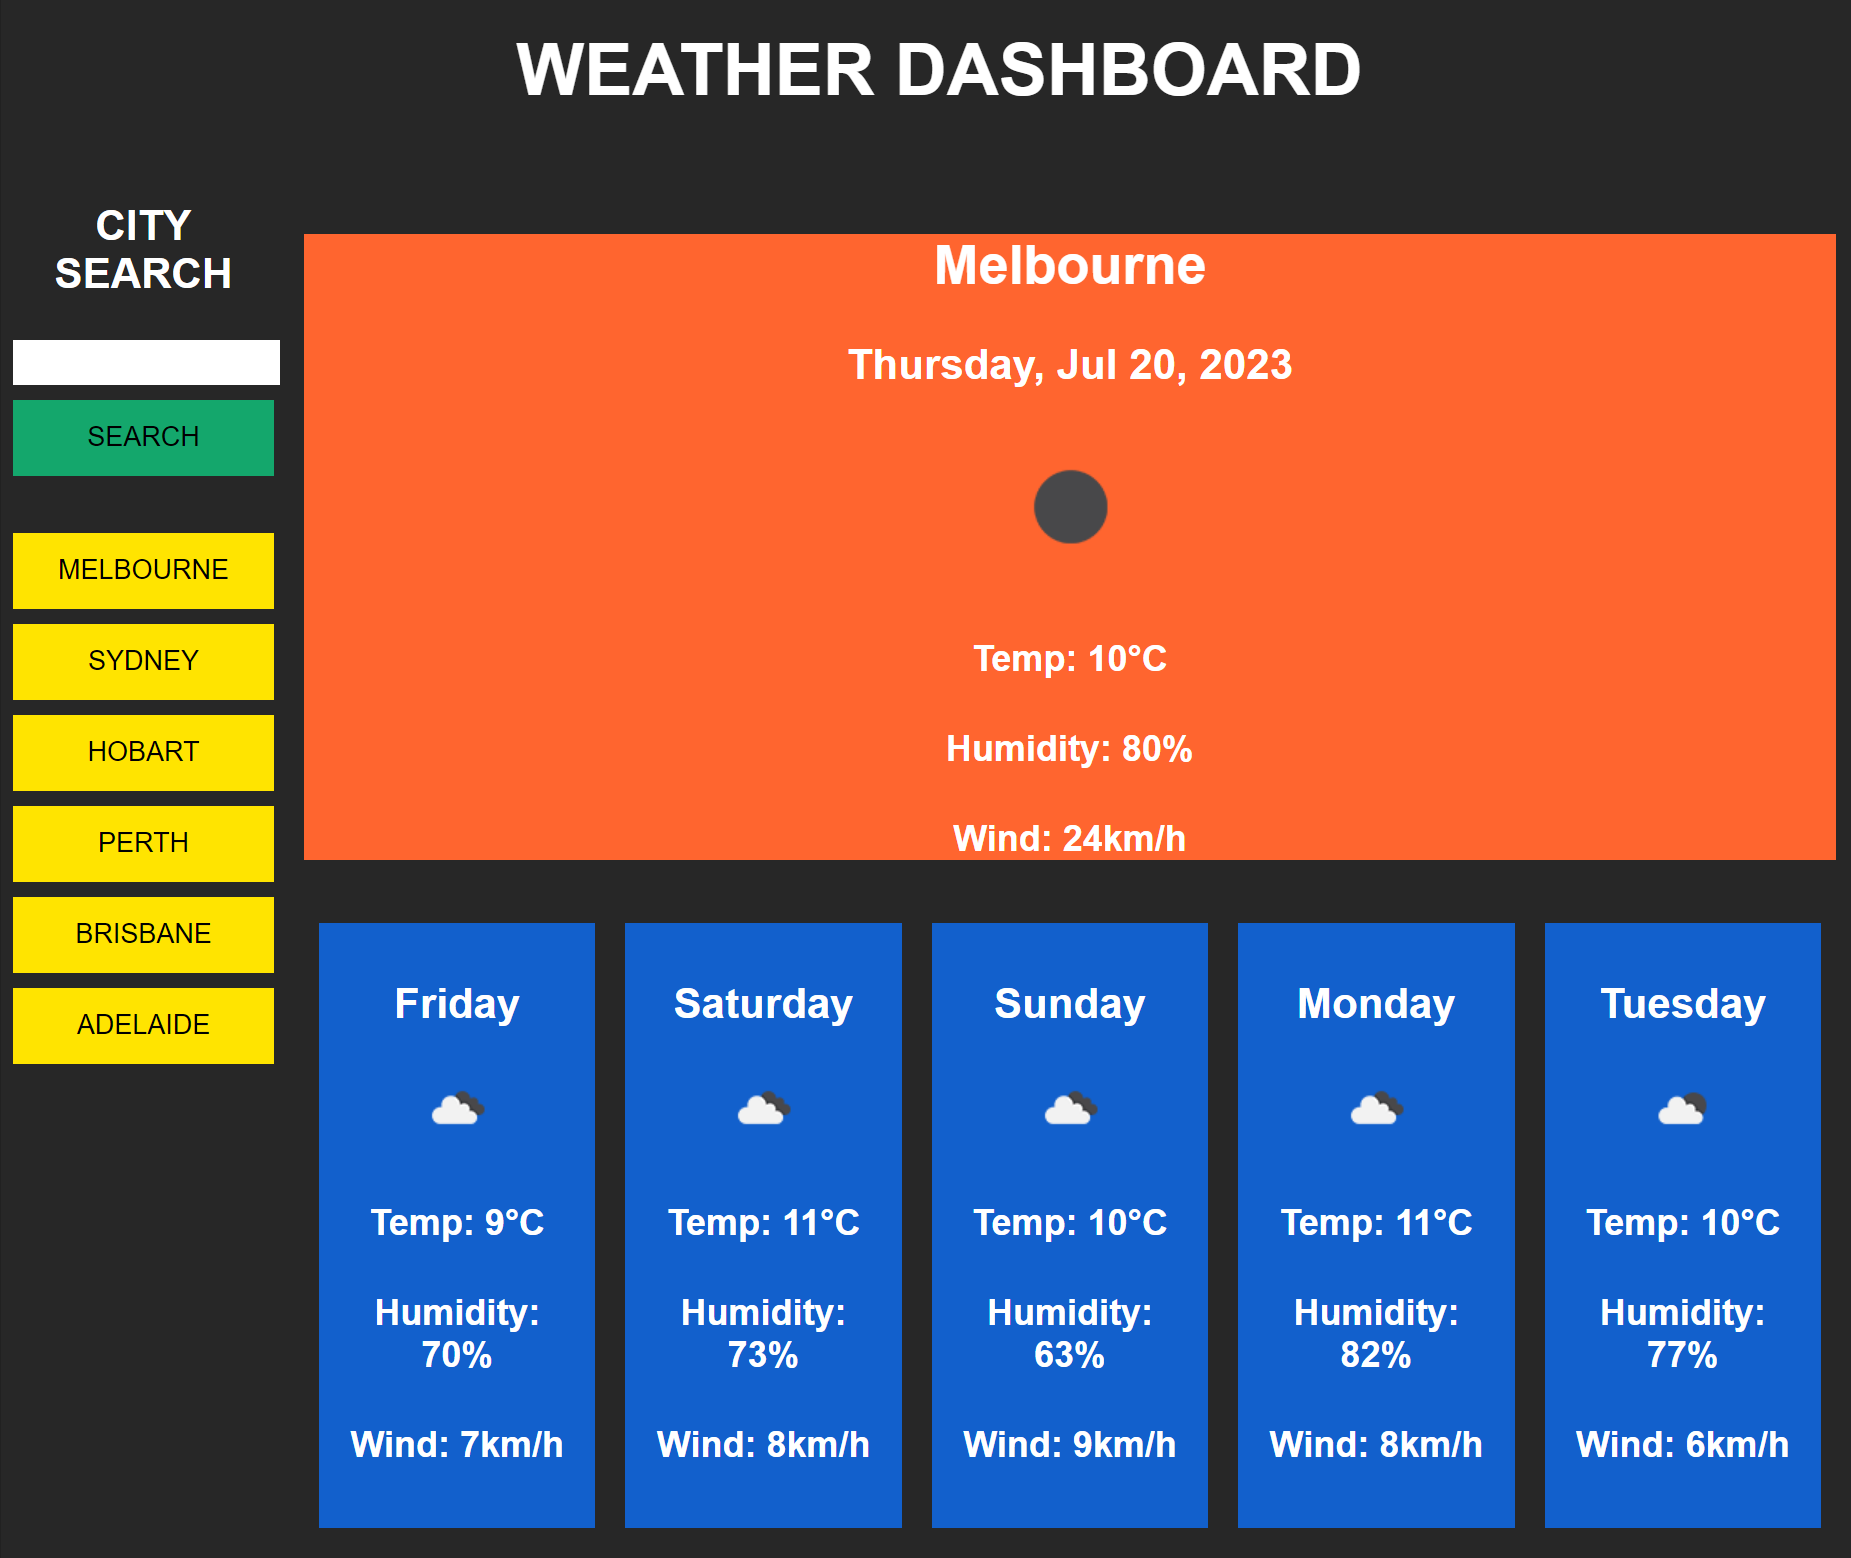 WEATHER DASHBOARD
CITY
SEARCH
SEARCH
MELBOURNE
SYDNEY
HOBART
PERTH
BRISBANE
ADELAIDE
Melbourne
Thursday, Jul 20, 2023
Temp: 10°C
Humidity: 80%
Wind: 24km/h
Friday
Temp: 9°C
Humidity:
70%
Wind: 7km/h
Saturday
Temp: 11°C
Humidity:
73%
Wind: 8km/h
Sunday
Temp: 10°C
Humidity:
63%
Wind: 9km/h
Monday
Temp: 11°C
Humidity:
82%
Wind: 8km/h
Tuesday
Temp: 10°C
Humidity:
77%
Wind: 6km/h